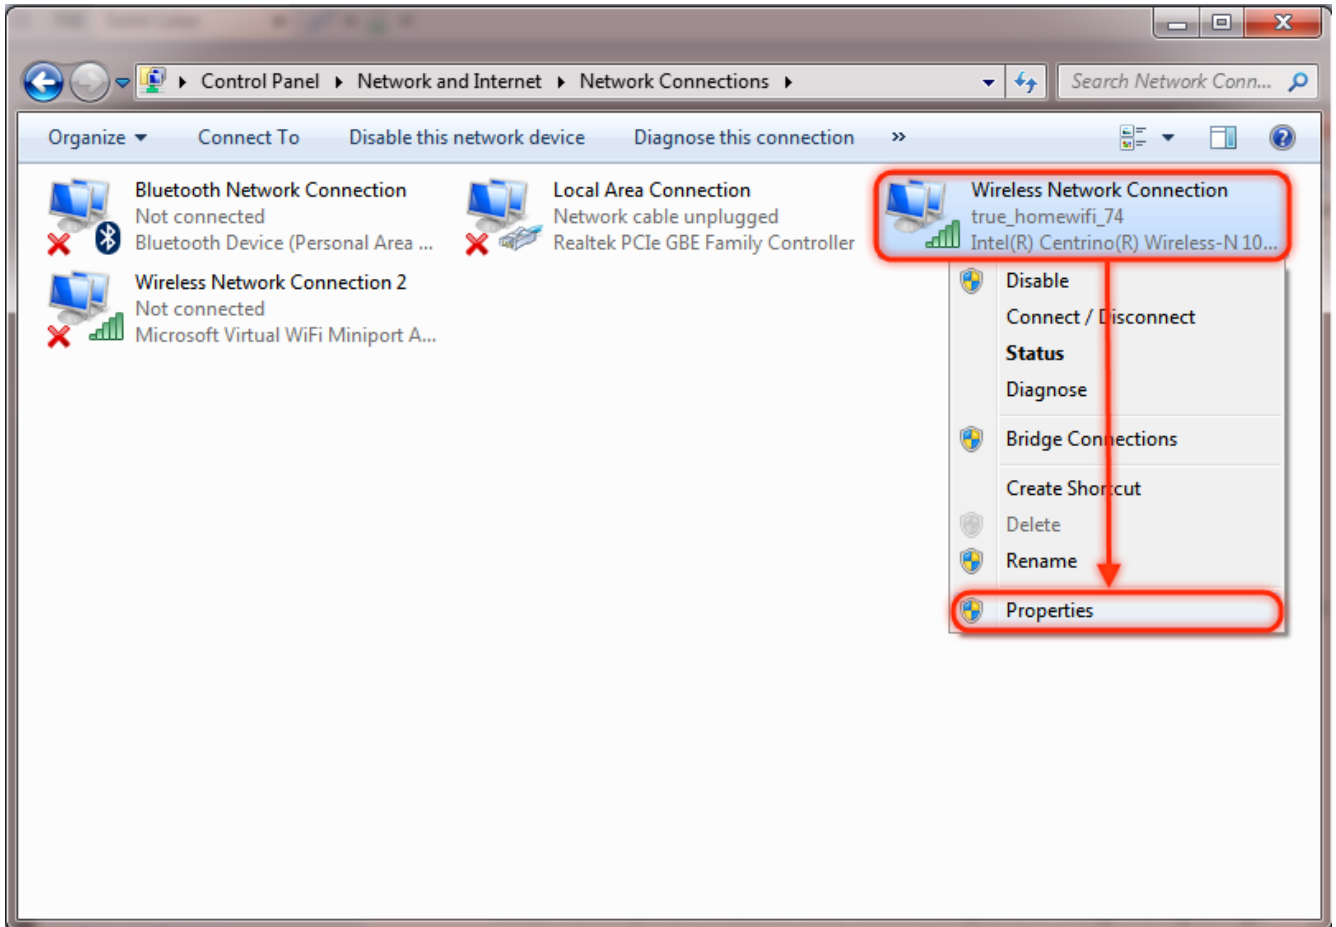 Control Panel Network and Internet Network Connections Search Network Conn...
Organize Connect To Disable this network device Diagnose this connection »
Bluetooth Network Connection
Not connected
Bluetooth Device (Personal Area ...
Local Area Connection
Network cable unplugged
Realtek PCIe GBE Family Controller
Wireless Network Connection
true_homewifi_74
Intel(R) Centrino(R) Wireless-N 10...
Wireless Network Connection 2
Not connected
Microsoft Virtual WiFi Miniport A...
Disable
Connect / Disconnect
Status
Diagnose
Bridge Connections
Create Shortcut
Delete
Rename
Properties